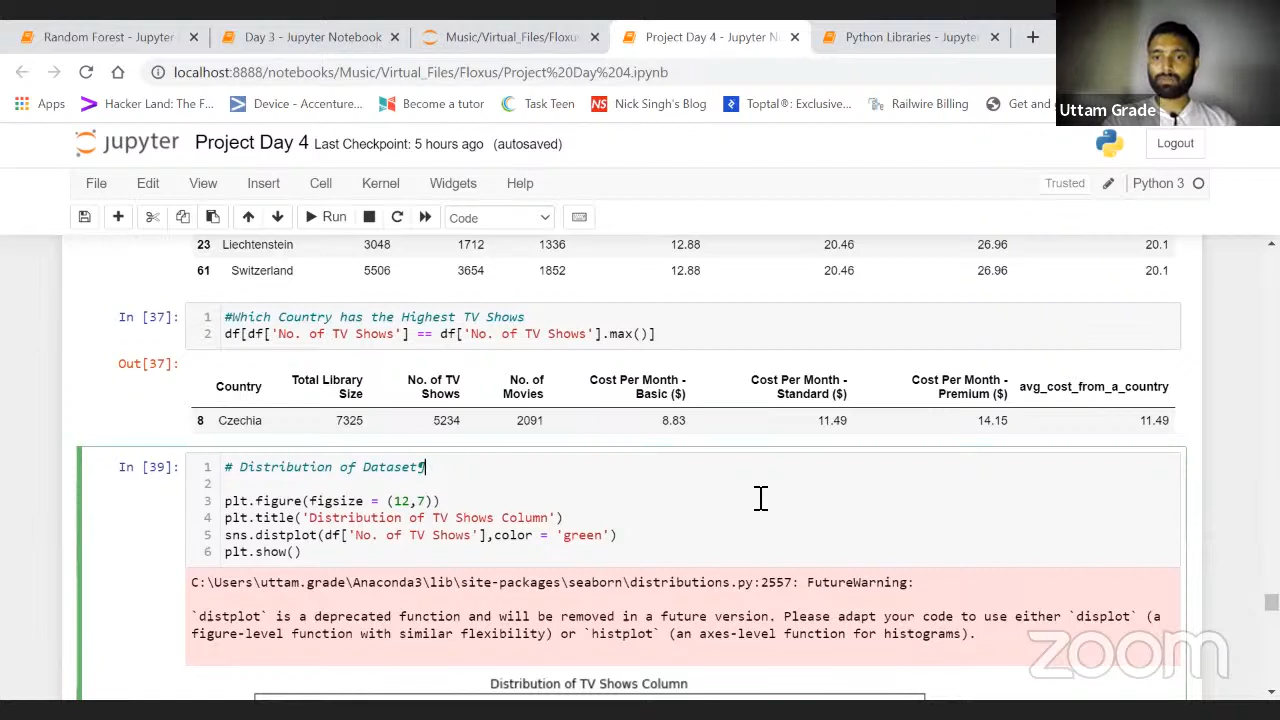 Random Forest - Jupyter
Day 3 - Jupyter Notebook
Music/Virtual_Files/Floxus
Project Day 4 - Jupyter N
Python Libraries - Jupyter
localhost:8888/notebooks/Music/Virtual_Files/Floxus/Project%20Day%204.ipynb
Apps
Hacker Land: The F...
Device - Accenture...
Become a tutor
Task Teen
NS Nick Singh's Blog
Toptal®: Exclusive...
Railwire Billing
Get and
Uttam Grade
jupyter Project Day 4 Last Checkpoint: 5 hours ago (autosaved)
Logout
File Edit View Insert Cell Kernel Widgets Help
Trusted
Python 3
Run
Code
23 Liechtenstein 3048 1712 1336 12.88 20.46 26.96 20.1
61 Switzerland 5506 3654 1852 12.88 20.46 26.96 20.1
In [37]:
1 #Which Country has the Highest TV Shows
2 df[df['No. of TV Shows'] == df['No. of TV Shows'].max()]
Out[37]:
Country Total Library Size No. of TV Shows No. of Movies Cost Per Month - Basic ($) Cost Per Month - Standard ($) Cost Per Month - Premium ($) avg_cost_from_a_country
8 Czechia 7325 5234 2091 8.83 11.49 14.15 11.49
In [39]:
1 # Distribution of Dataset¶
2
3 plt.figure(figsize = (12,7))
4 plt.title('Distribution of TV Shows Column')
5 sns.distplot(df['No. of TV Shows'],color = 'green')
6 plt.show()
C:\Users\uttam.grade\Anaconda3\lib\site-packages\seaborn\distributions.py:2557: FutureWarning:
`distplot` is a deprecated function and will be removed in a future version. Please adapt your code to use either `displot` (a
figure-level function with similar flexibility) or `histplot` (an axes-level function for histograms).
Distribution of TV Shows Column
zoom